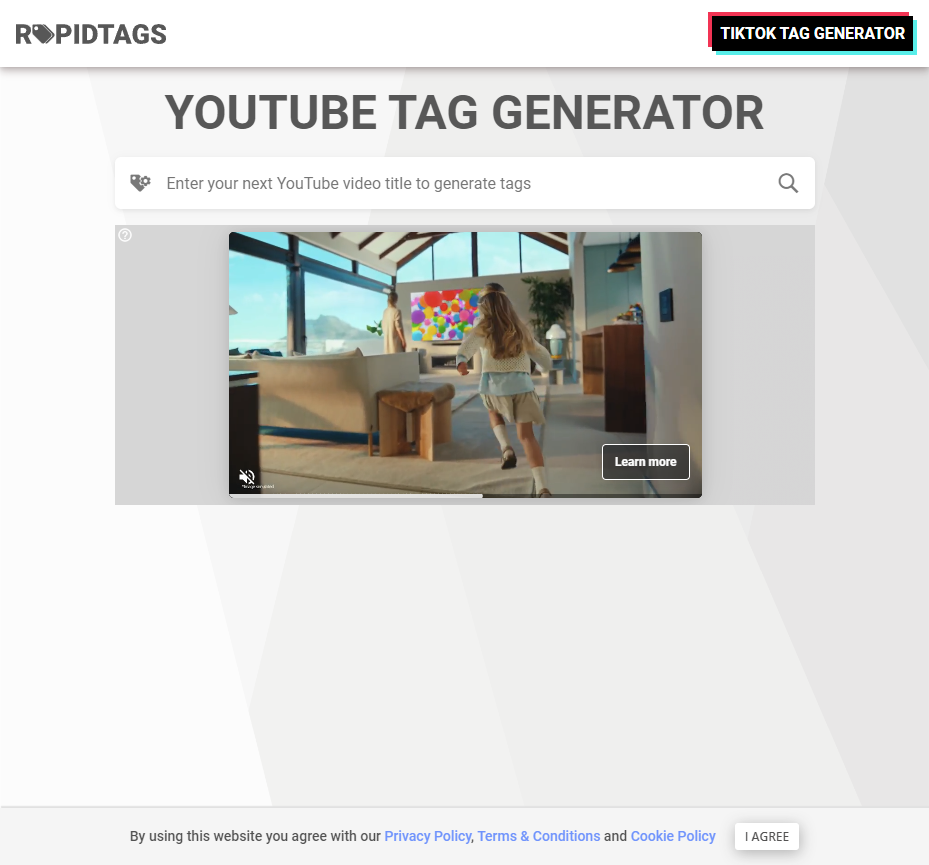 RAPIDTAGS
TIKTOK TAG GENERATOR
YOUTUBE TAG GENERATOR
Enter your next YouTube video title to generate tags
Learn more
By using this website you agree with our Privacy Policy, Terms & Conditions and Cookie Policy
I AGREE